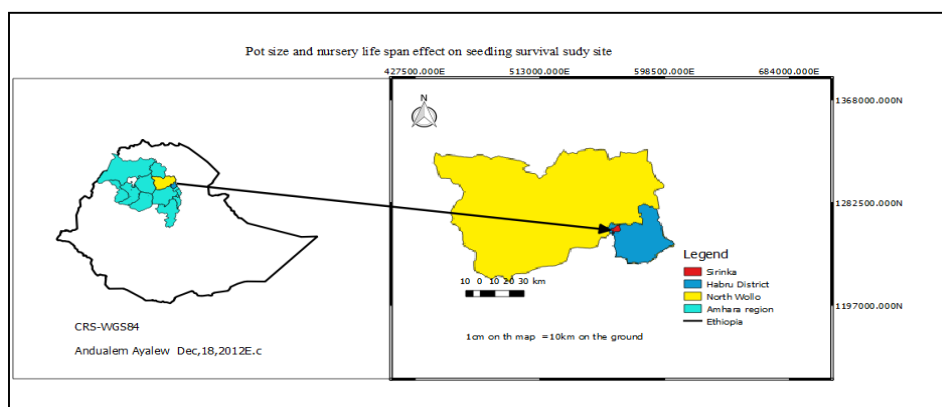 Pot size and nursery life span effect on seedling survival sudy site
427500.000E 513000.000E 598500.000E 684000.000E
N
1368000.000N
1282500.000N
1197000.000N
Legend
Sirinka
Habru District
North Wollo
Amhara region
Ethiopia
10 0 10 20 30 km
1cm on th map =10km on the ground
CRS-WGS84
Andualem Ayalew Dec,18,2012E.c